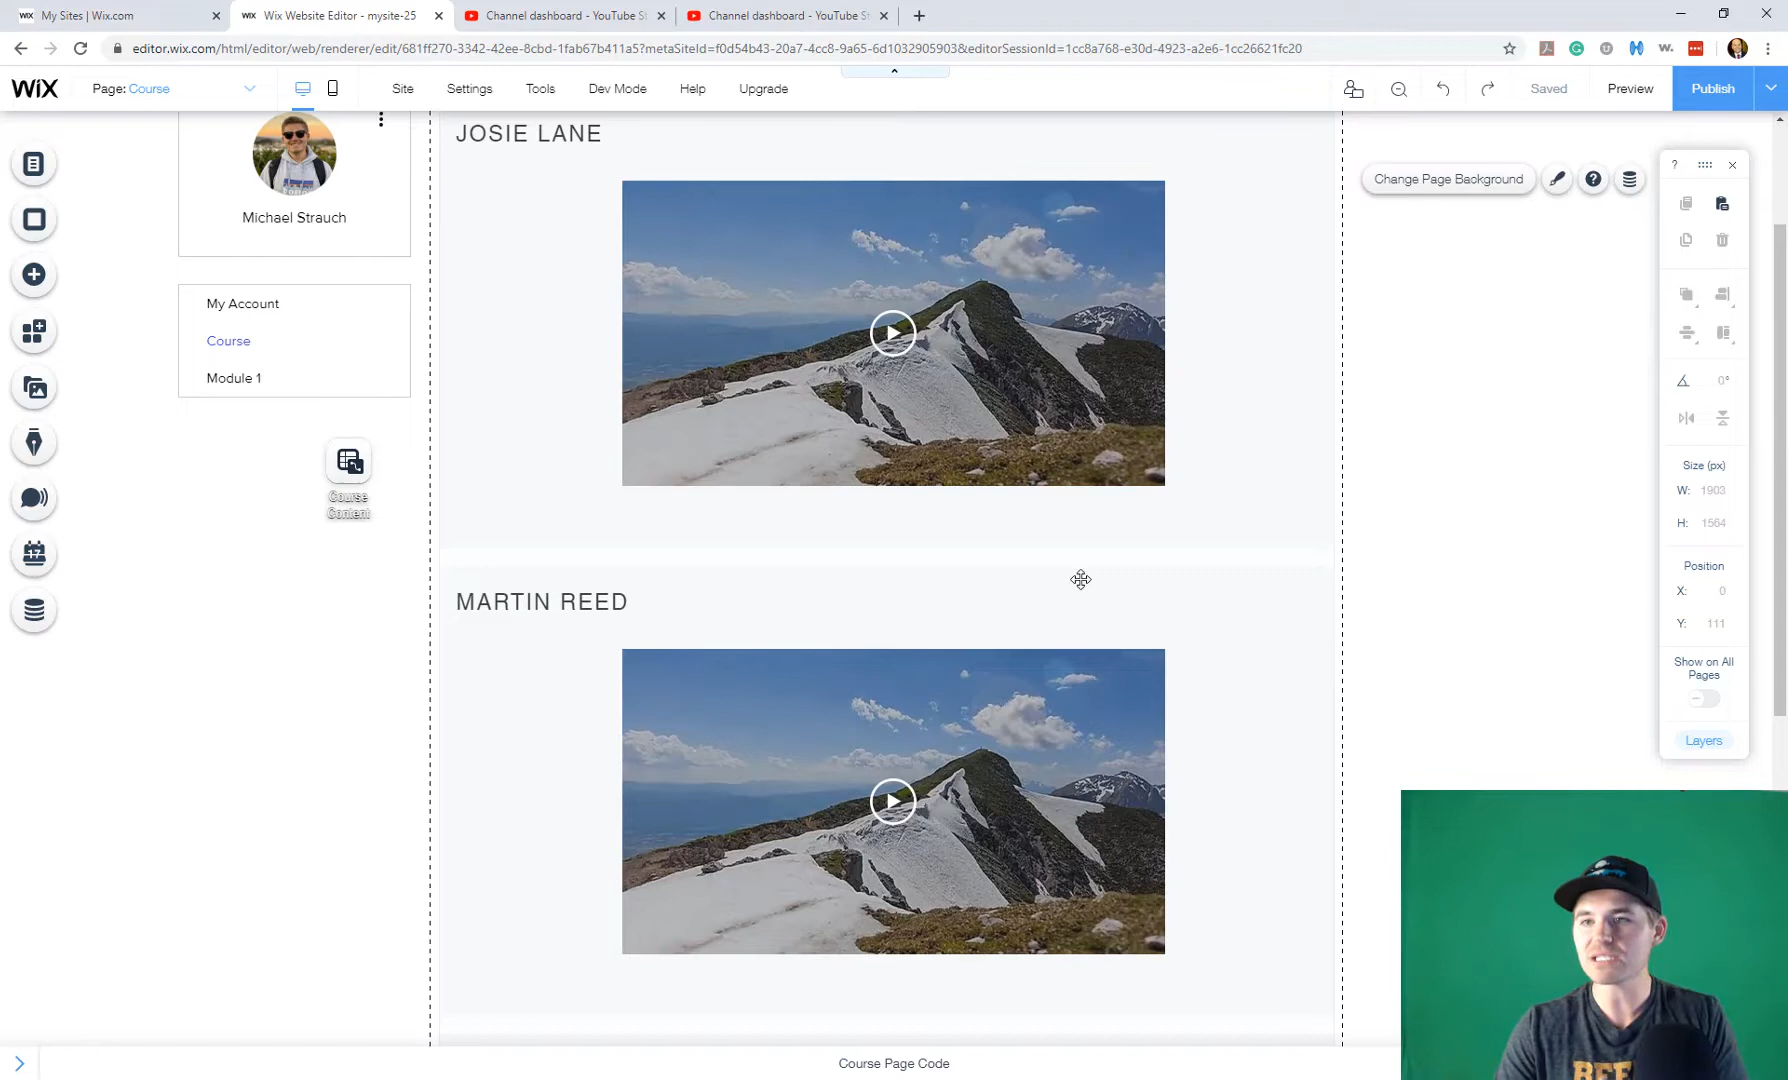 My Sites | Wix.com
Wix Website Editor - mysite-25
Channel dashboard - YouTube St
Channel dashboard - YouTube St
editor.wix.com/html/editor/web/renderer/edit/681ff270-3342-42ee-8cbd-1fab67b411a5?metaSiteId=f0d54b43-20a7-4cc8-9a65-6d1032905903&editorSessionId=1cc8a768-e30d-4923-a2e6-1cc26621fc20
WiX
Page: Course
Site
Settings
Tools
Dev Mode
Help
Upgrade
Saved
Preview
Publish
JOSIE LANE
Michael Strauch
My Account
Course
Module 1
Course
Content
Change Page Background
0°
Size (px)
W: 1903
H: 1564
Position
X: 0
Y: 111
Show on All
Pages
Layers
MARTIN REED
17
Course Page Code